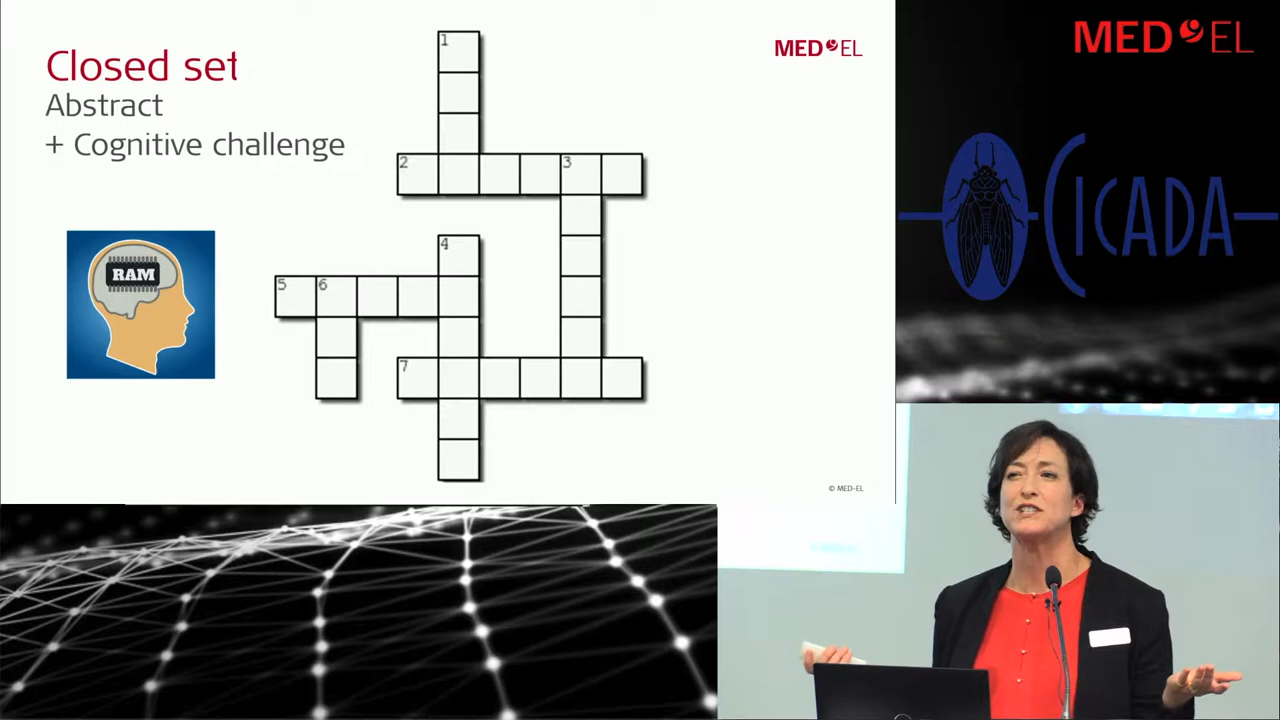 Closed set
Abstract
+ Cognitive challenge
MED EL
RAM
1
2
3
4
5
6
7
© MED-EL
MED EL
CICADA